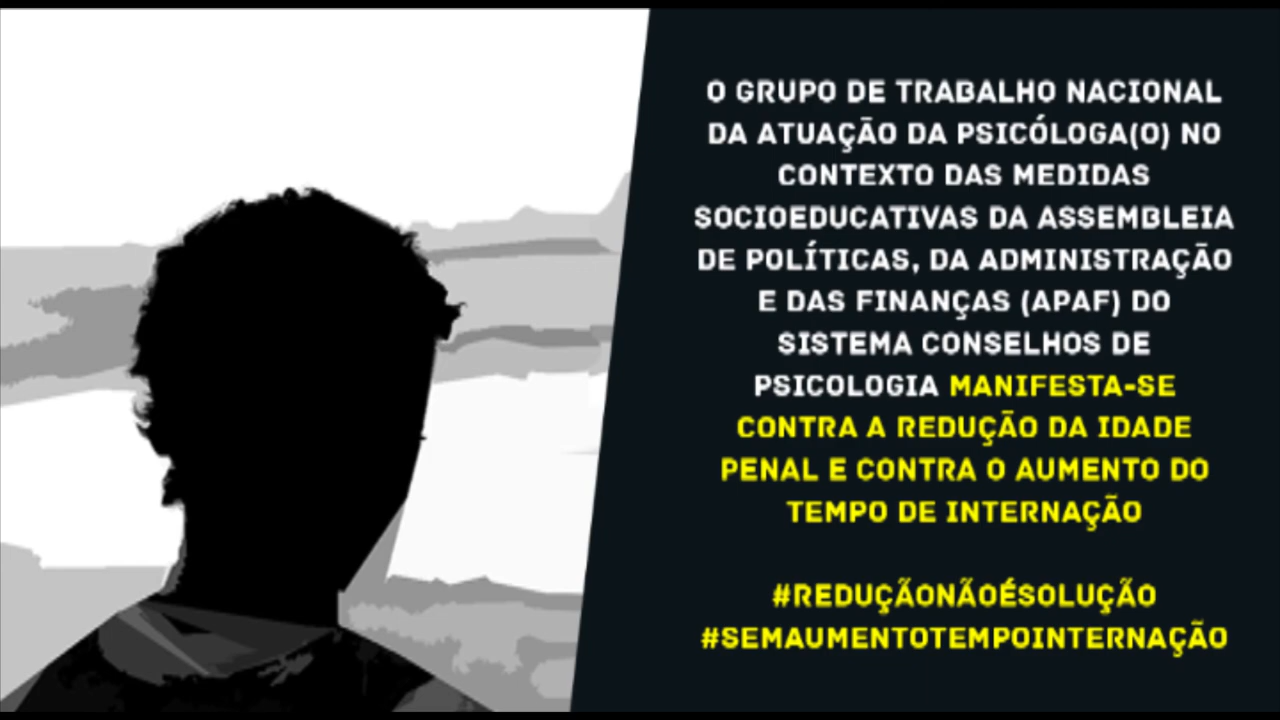 O GRUPO DE TRABALHO NACIONAL
DA ATUAÇÃO DA PSICÓLOGA(O) NO
CONTEXTO DAS MEDIDAS
SOCIOEDUCATIVAS DA ASSEMBLEIA
DE POLÍTICAS, DA ADMINISTRAÇÃO
E DAS FINANÇAS (APAF) DO
SISTEMA CONSELHOS DE
PSICOLOGIA MANIFESTA-SE
CONTRA A REDUÇÃO DA IDADE
PENAL E CONTRA O AUMENTO DO
TEMPO DE INTERNAÇÃO
#REDUÇÃONÃOÉSOLUÇÃO
#SEMAUMENTOTEMPOINTERNAÇÃO